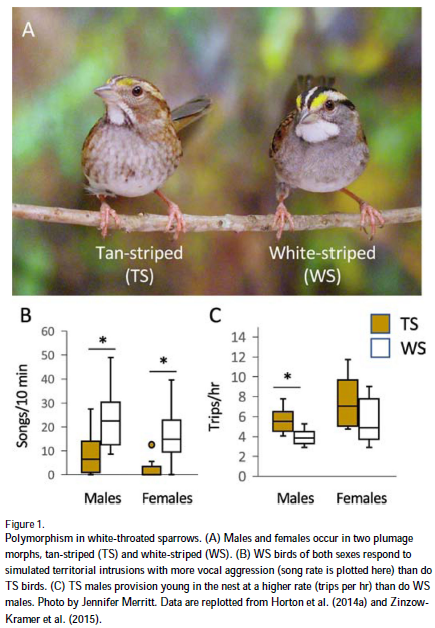 A
Tan-striped
(TS)
White-striped
(WS)
B
60
50
40
30
20
10
0
Songs/10 min
*
*
Males
Females
C
14
12
10
8
6
4
2
0
Trips/hr
*
Males
Females
TS
WS
Figure 1.
Polymorphism in white-throated sparrows. (A) Males and females occur in two plumage
morphs, tan-striped (TS) and white-striped (WS). (B) WS birds of both sexes respond to
simulated territorial intrusions with more vocal aggression (song rate is plotted here) than do
TS birds. (C) TS males provision young in the nest at a higher rate (trips per hr) than do WS
males. Photo by Jennifer Merritt. Data are replotted from Horton et al. (2014a) and Zinzow-
Kramer et al. (2015).